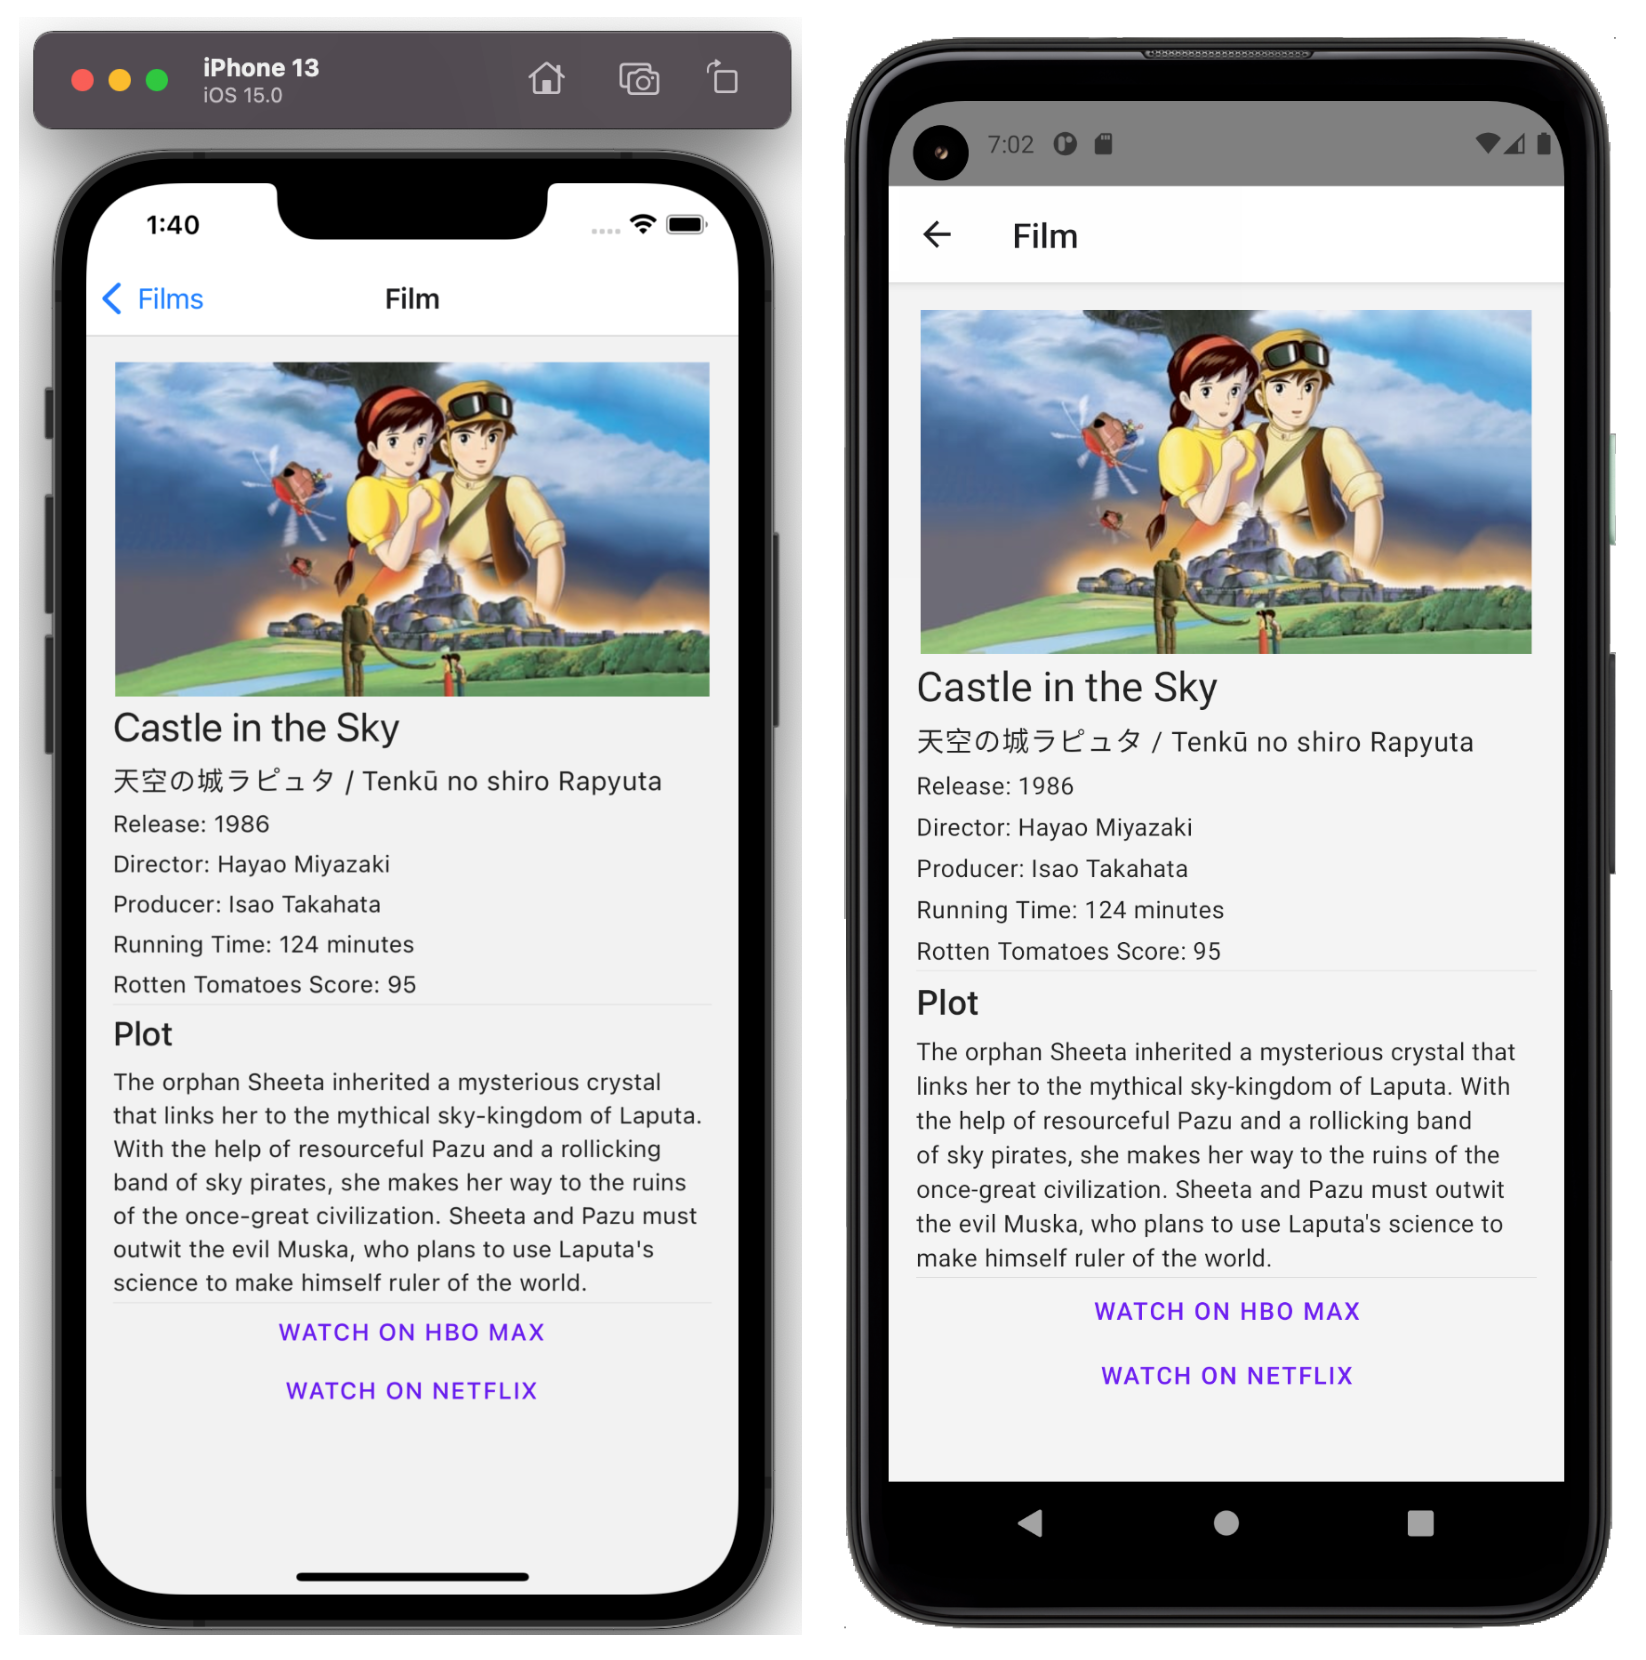 iPhone 13
iOS 15.0
1:40
Films
Film
Castle in the Sky
天空の城ラピュタ / Tenkū no shiro Rapyuta
Release: 1986
Director: Hayao Miyazaki
Producer: Isao Takahata
Running Time: 124 minutes
Rotten Tomatoes Score: 95
Plot
The orphan Sheeta inherited a mysterious crystal
that links her to the mythical sky-kingdom of Laputa.
With the help of resourceful Pazu and a rollicking
band of sky pirates, she makes her way to the ruins
of the once-great civilization. Sheeta and Pazu must
outwit the evil Muska, who plans to use Laputa's
science to make himself ruler of the world.
WATCH ON HBO MAX
WATCH ON NETFLIX
7:02
Film
Castle in the Sky
天空の城ラピュタ / Tenkū no shiro Rapyuta
Release: 1986
Director: Hayao Miyazaki
Producer: Isao Takahata
Running Time: 124 minutes
Rotten Tomatoes Score: 95
Plot
The orphan Sheeta inherited a mysterious crystal that
links her to the mythical sky-kingdom of Laputa. With
the help of resourceful Pazu and a rollicking band
of sky pirates, she makes her way to the ruins of the
once-great civilization. Sheeta and Pazu must outwit
the evil Muska, who plans to use Laputa's science to
make himself ruler of the world.
WATCH ON HBO MAX
WATCH ON NETFLIX